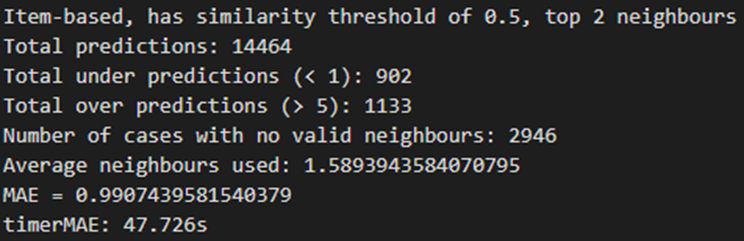 Item-based, has similarity threshold of 0.5, top 2 neighbours
Total predictions: 14464
Total under predictions (< 1): 902
Total over predictions (> 5): 1133
Number of cases with no valid neighbours: 2946
Average neighbours used: 1.5893943584070795
MAE = 0.9907439581540379
timerMAE: 47.726s